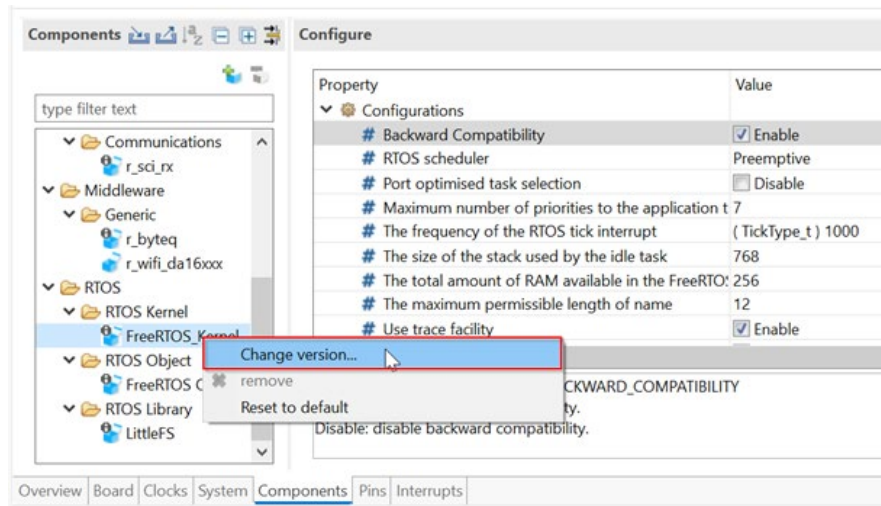 Components
type filter text
Communications
r_sci_rx
Middleware
Generic
r_byteq
r_wifi_da16xxx
RTOS
RTOS Kernel
FreeRTOS_Kernel
RTOS Object
FreeRTOS
RTOS Library
LittleFS
Change version...
remove
Reset to default
Configure
Property Value
Configurations
# Backward Compatibility Enable
# RTOS scheduler Preemptive
# Port optimised task selection Disable
# Maximum number of priorities to the application t 7
# The frequency of the RTOS tick interrupt ( TickType_t ) 1000
# The size of the stack used by the idle task 768
# The total amount of RAM available in the FreeRTO 256
# The maximum permissible length of name 12
# Use trace facility Enable
CKWARD_COMPATIBILITY
ty.
Disable: disable backward compatibility.
Overview Board Clocks System Components Pins Interrupts